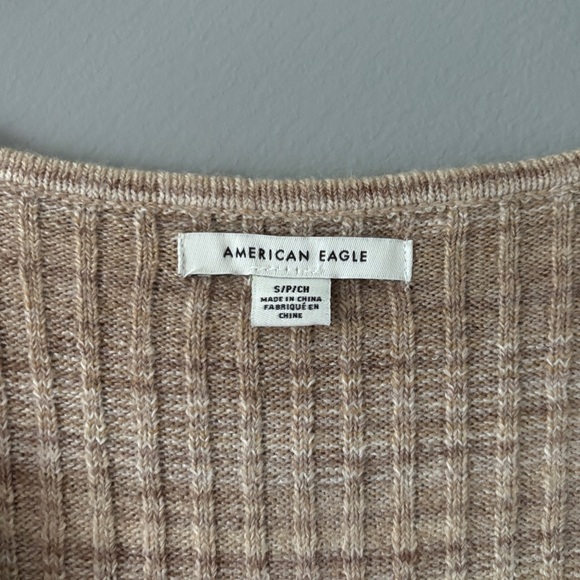 AMERICAN EAGLE
S/P/CH
MADE IN CHINA
FABRIQUÉ EN
CHINE